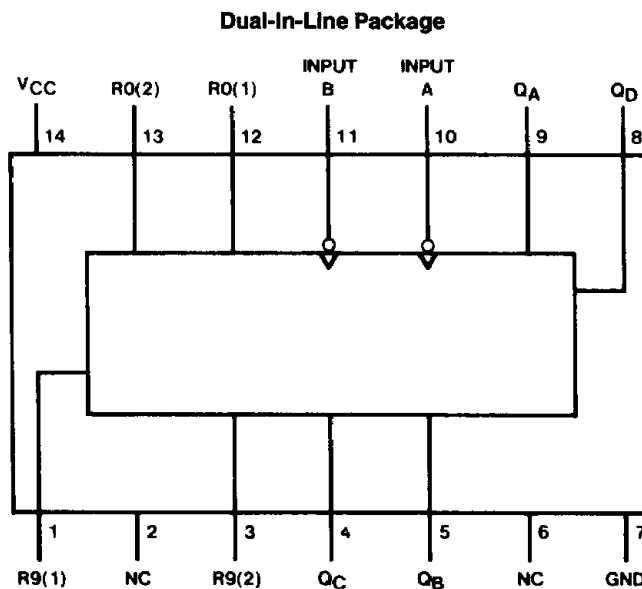 Dual-In-Line Package
VCC R0(2) R0(1) INPUT B INPUT A QA QD
14 13 12 11 10 9 8
1 2 3 4 5 6 7
R9(1) NC R9(2) QC QB NC GND